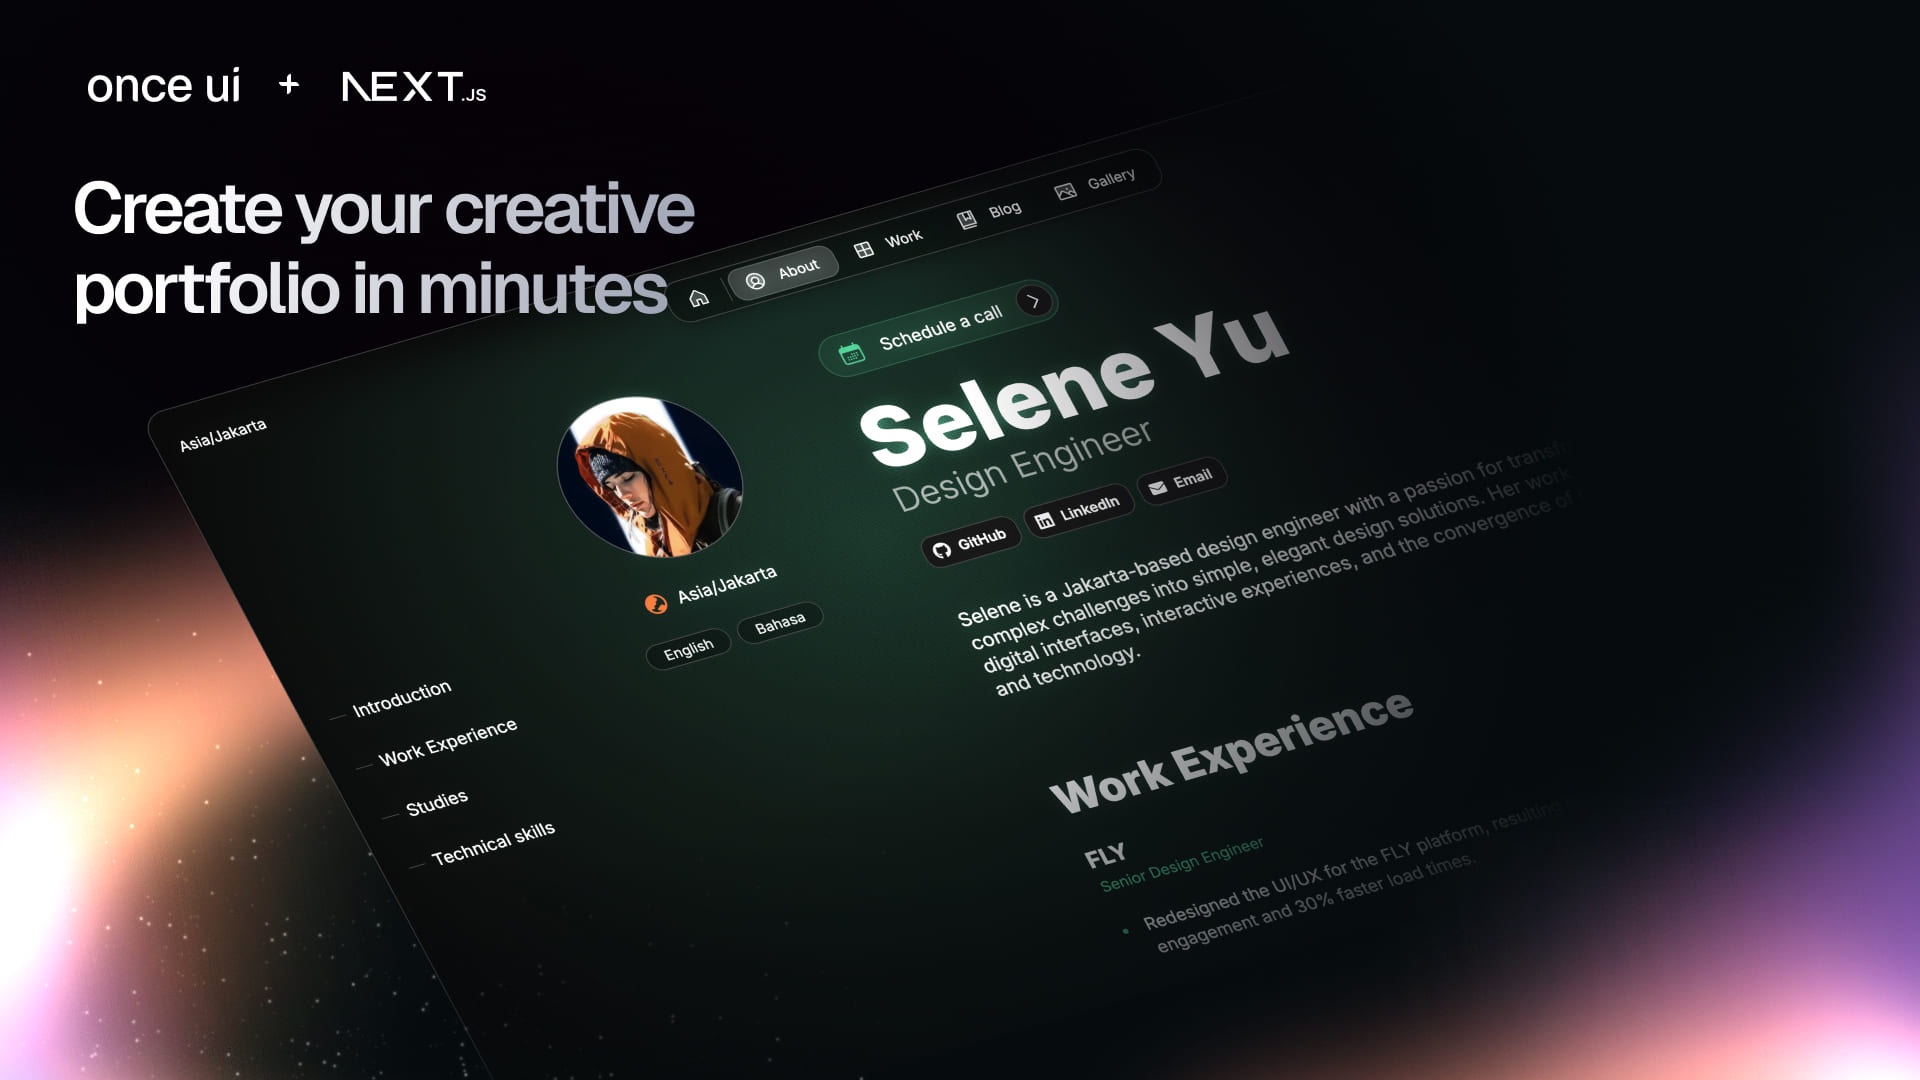 once ui + NEXT.JS
Create your creative
portfolio in minutes
About
Work
Blog
Gallery
Asia/Jakarta
Schedule a call
Selene Yu
Design Engineer
GitHub
LinkedIn
Email
Asia/Jakarta
English
Bahasa
Selene is a Jakarta-based design engineer with a passion for transf
complex challenges into simple, elegant design solutions. Her work
digital interfaces, interactive experiences, and the convergence of
and technology.
Introduction
Work Experience
Studies
Technical skills
Work Experience
FLY
Senior Design Engineer
Redesigned the UI/UX for the FLY platform, resulting
engagement and 30% faster load times.